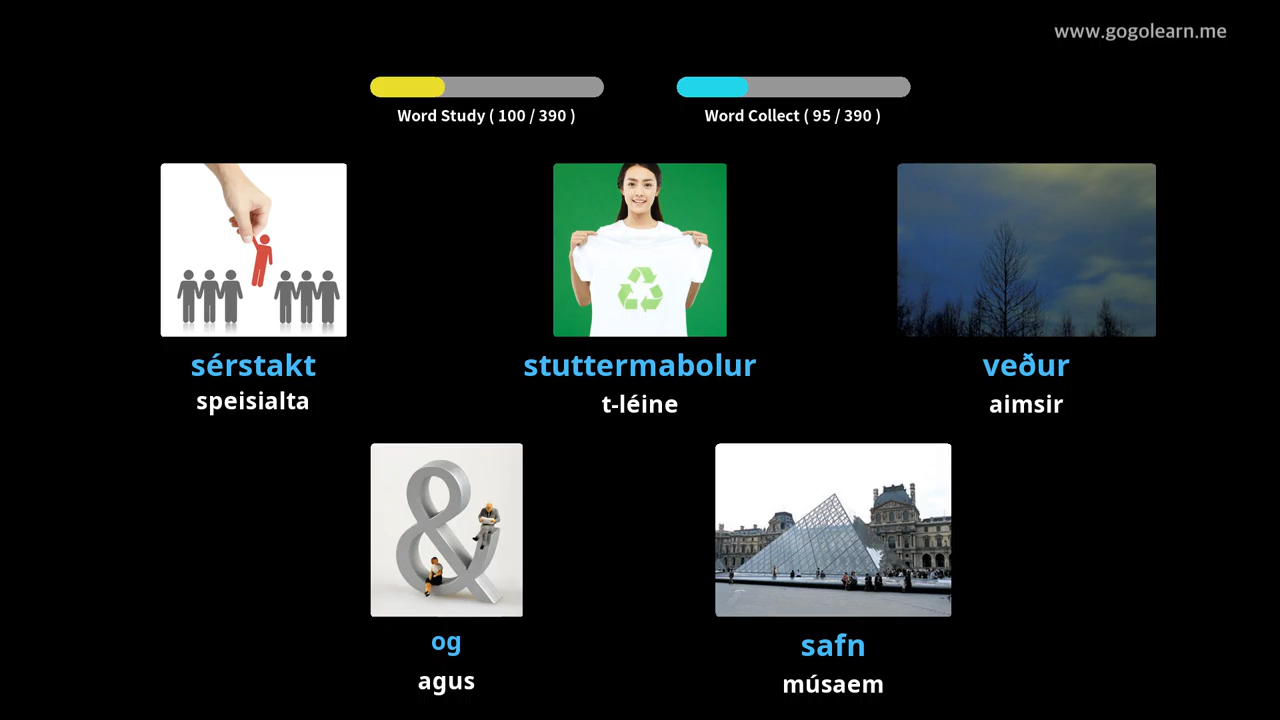 www.gogolearn.me
Word Study ( 100 / 390 )
Word Collect ( 95 / 390 )
sérstakt
speisialta
stuttermabolur
t-léine
veður
aimsir
og
agus
safn
músaem